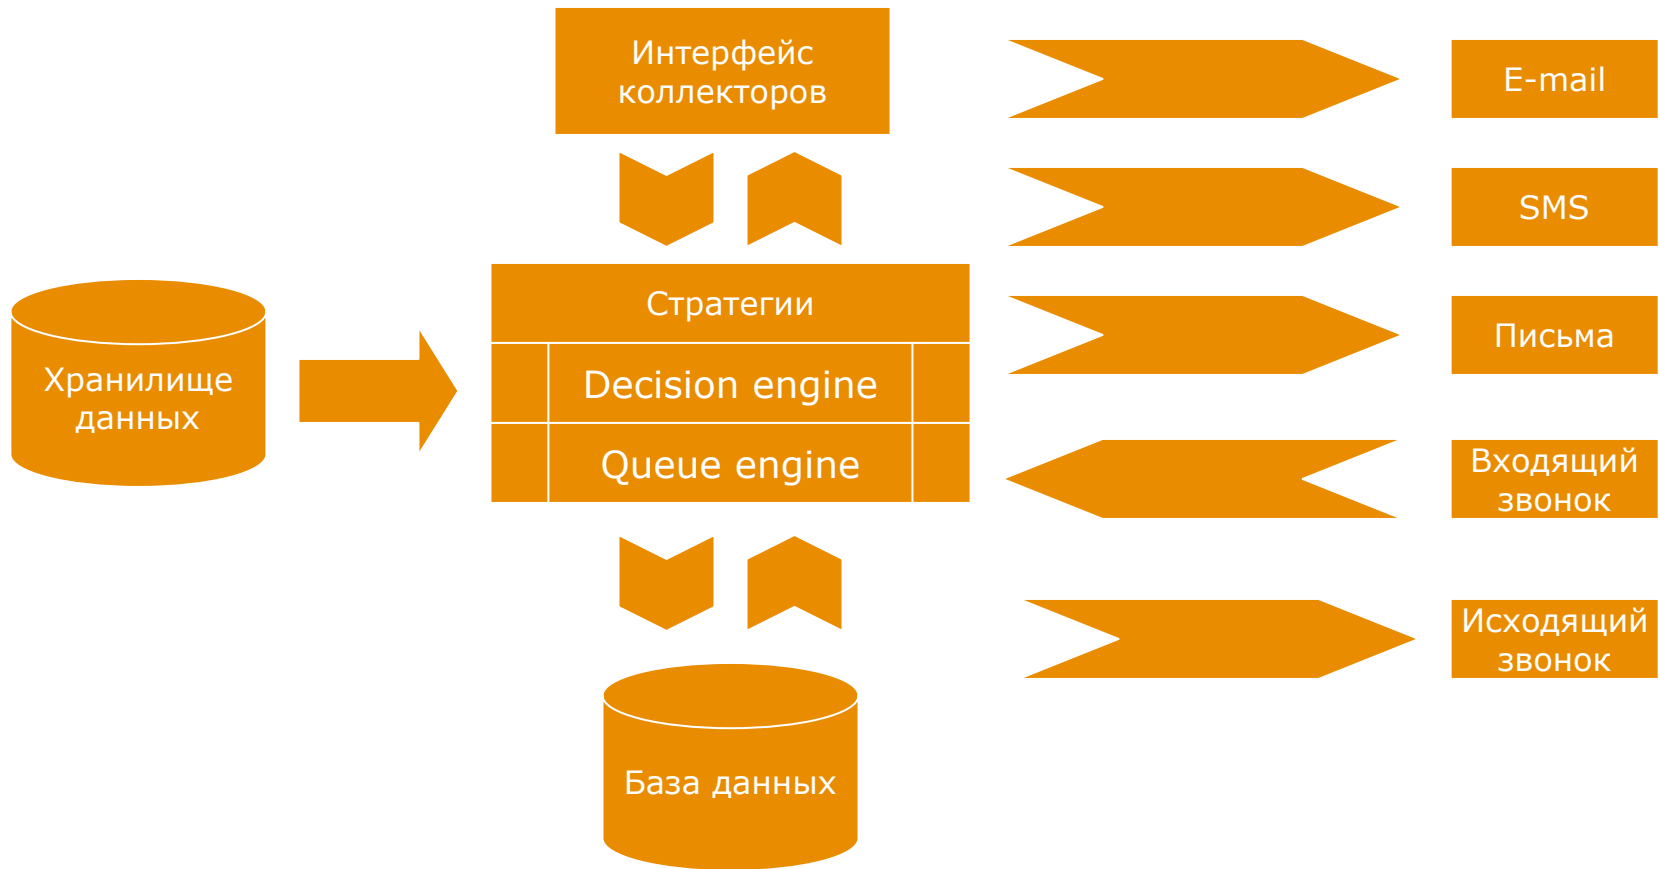 Интерфейс
коллекторов
E-mail
SMS
Стратегии
Письма
Хранилище
данных
Decision engine
Queue engine
Входящий
звонок
Исходящий
звонок
База данных